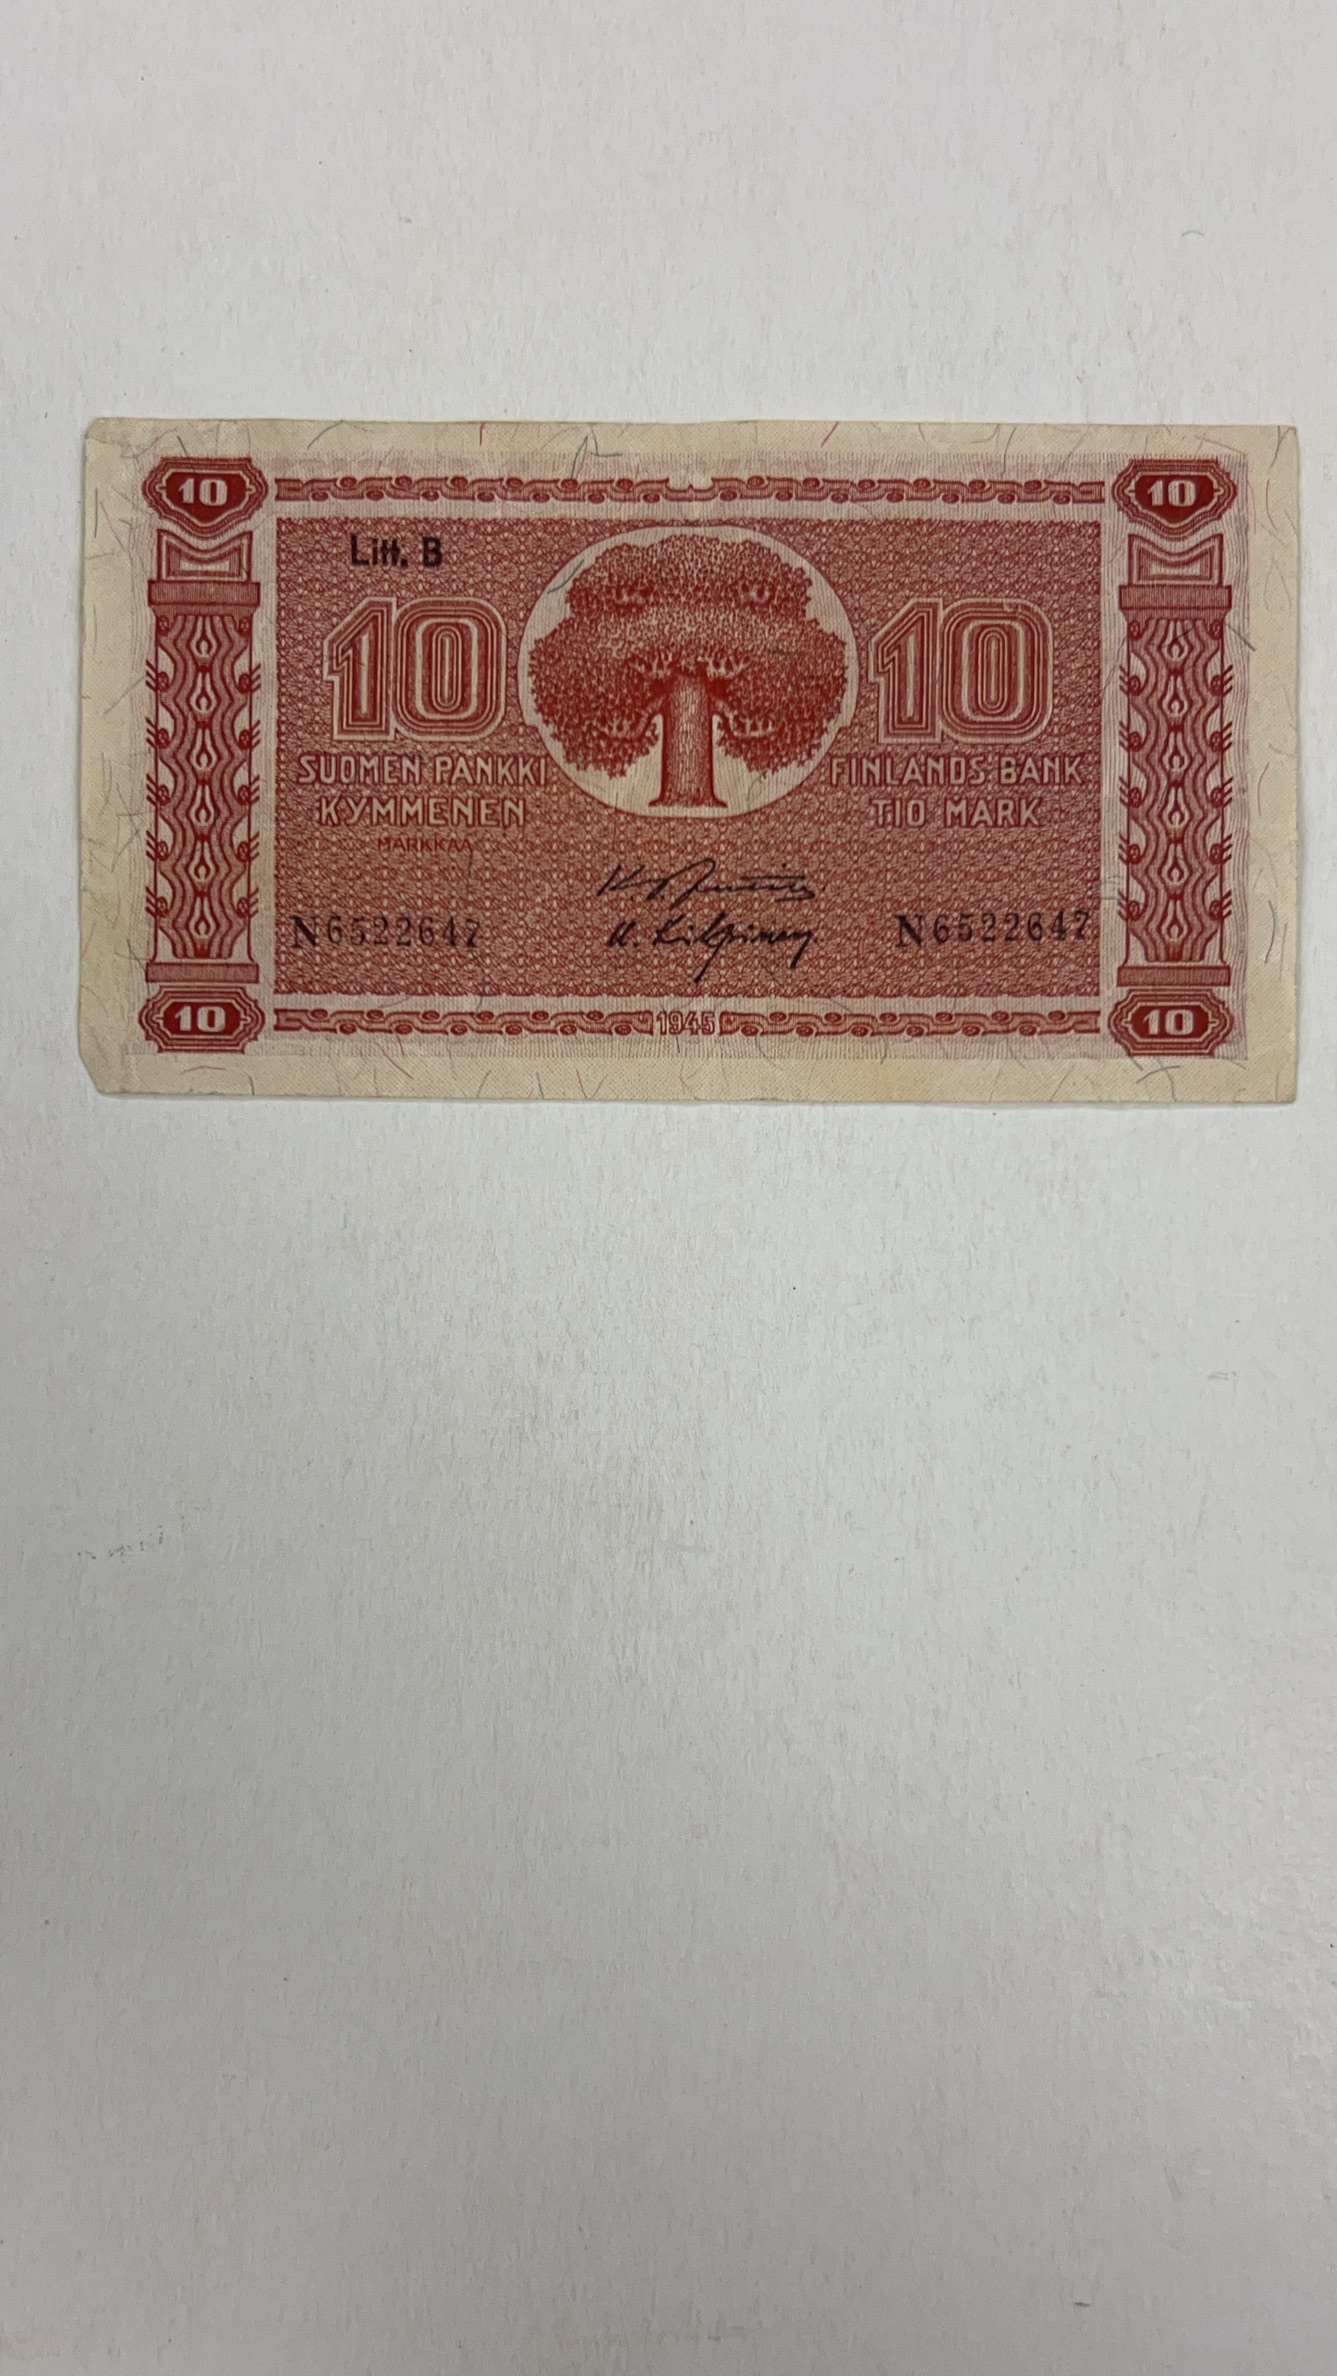 10 10
Litt. B
10 10
SUOMEN PANKKI FINLANDS BANK
KYMMENEN TIO MARK
MARKKAA
N6522647 N6522647
10 1945 10